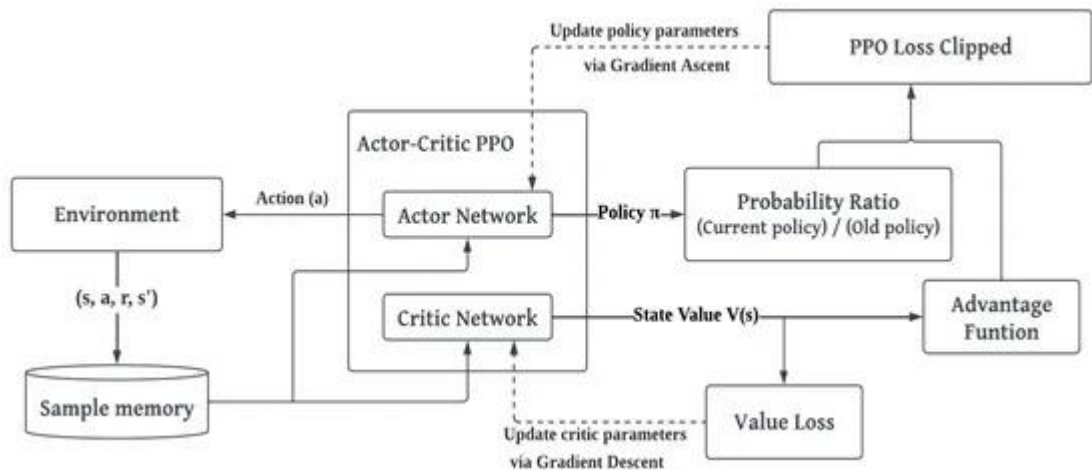 Update policy parameters
via Gradient Ascent
PPO Loss Clipped
Actor-Critic PPO
Environment
Action (a)
Actor Network
Policy π
Probability Ratio
(Current policy) / (Old policy)
(s, a, r, s')
Critic Network
State Value V(s)
Advantage
Funtion
Sample memory
Update critic parameters
via Gradient Descent
Value Loss